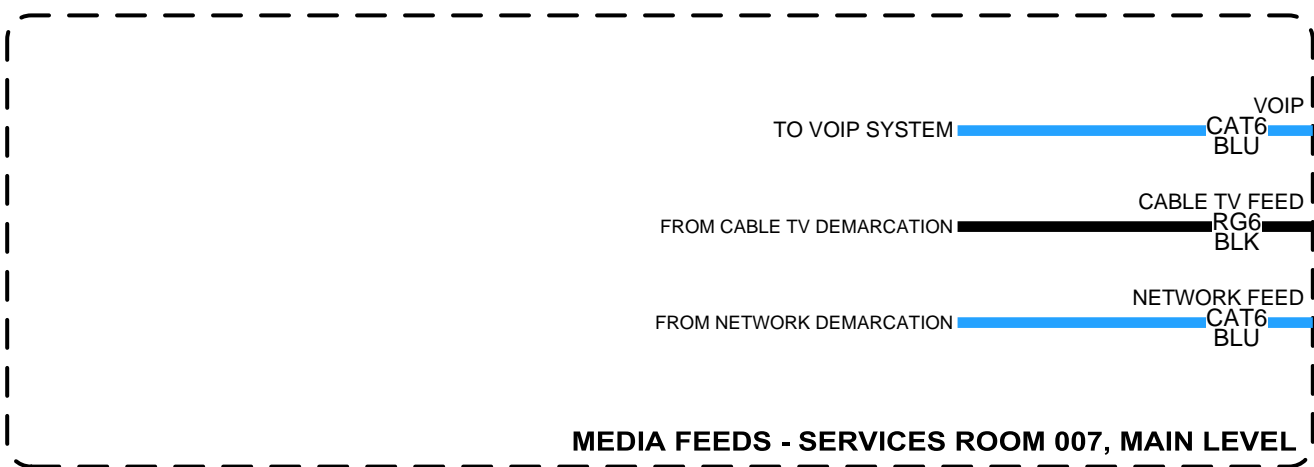 VOIP
TO VOIP SYSTEM
CAT6
BLU
CABLE TV FEED
FROM CABLE TV DEMARCATION
RG6
BLK
NETWORK FEED
FROM NETWORK DEMARCATION
CAT6
BLU
MEDIA FEEDS - SERVICES ROOM 007, MAIN LEVEL